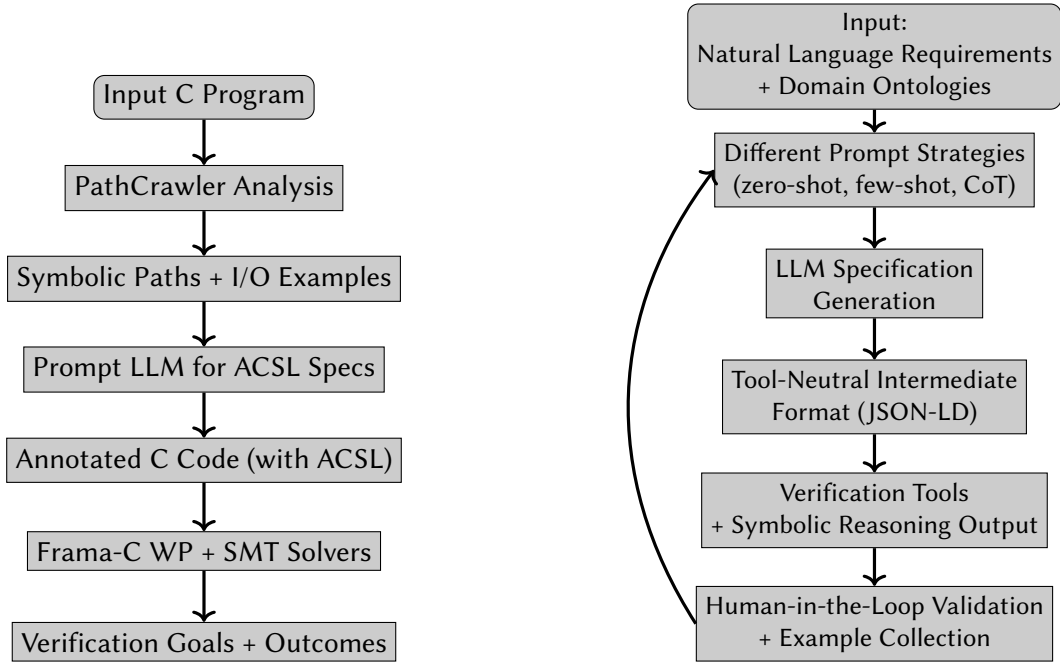 Input C Program
PathCrawler Analysis
Symbolic Paths + I/O Examples
Prompt LLM for ACSL Specs
Annotated C Code (with ACSL)
Frama-C WP + SMT Solvers
Verification Goals + Outcomes
Input:
Natural Language Requirements
+ Domain Ontologies
Different Prompt Strategies
(zero-shot, few-shot, CoT)
LLM Specification
Generation
Tool-Neutral Intermediate
Format (JSON-LD)
Verification Tools
+ Symbolic Reasoning Output
Human-in-the-Loop Validation
+ Example Collection